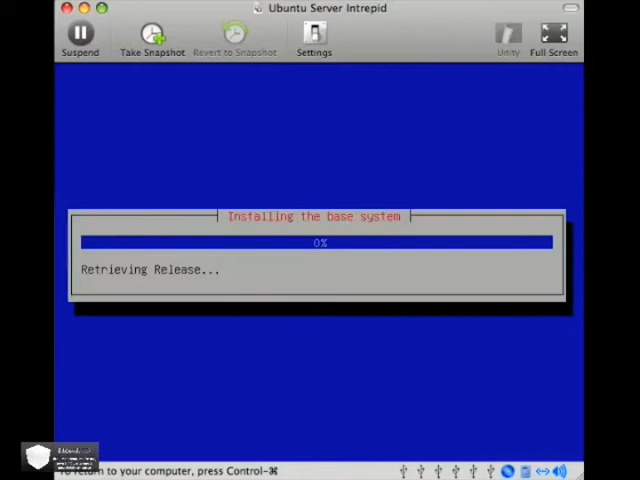 Ubuntu Server Intrepid
Suspend Take Snapshot Revert to Snapshot Settings Unity Full Screen
Installing the base system
0%
Retrieving Release...
to return to your computer, press Control-⌘